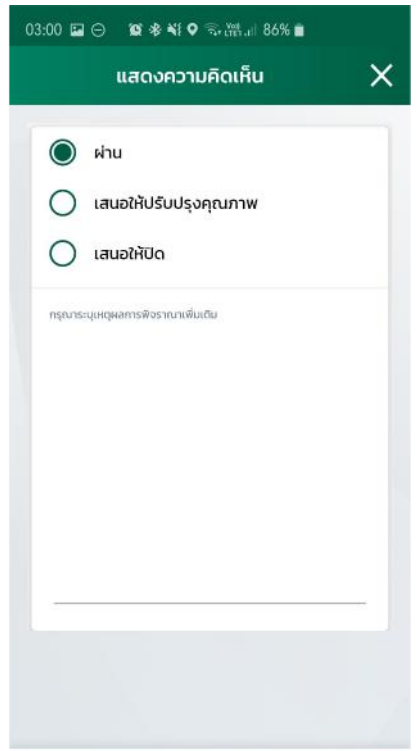 03:00 86%
แสดงความคิดเห็น
ผ่าน
เสนอให้ปรับปรุงคุณภาพ
เสนอให้ปิด
กรุณาระบุเหตุผลการพิจราณาเพิ่มเติม